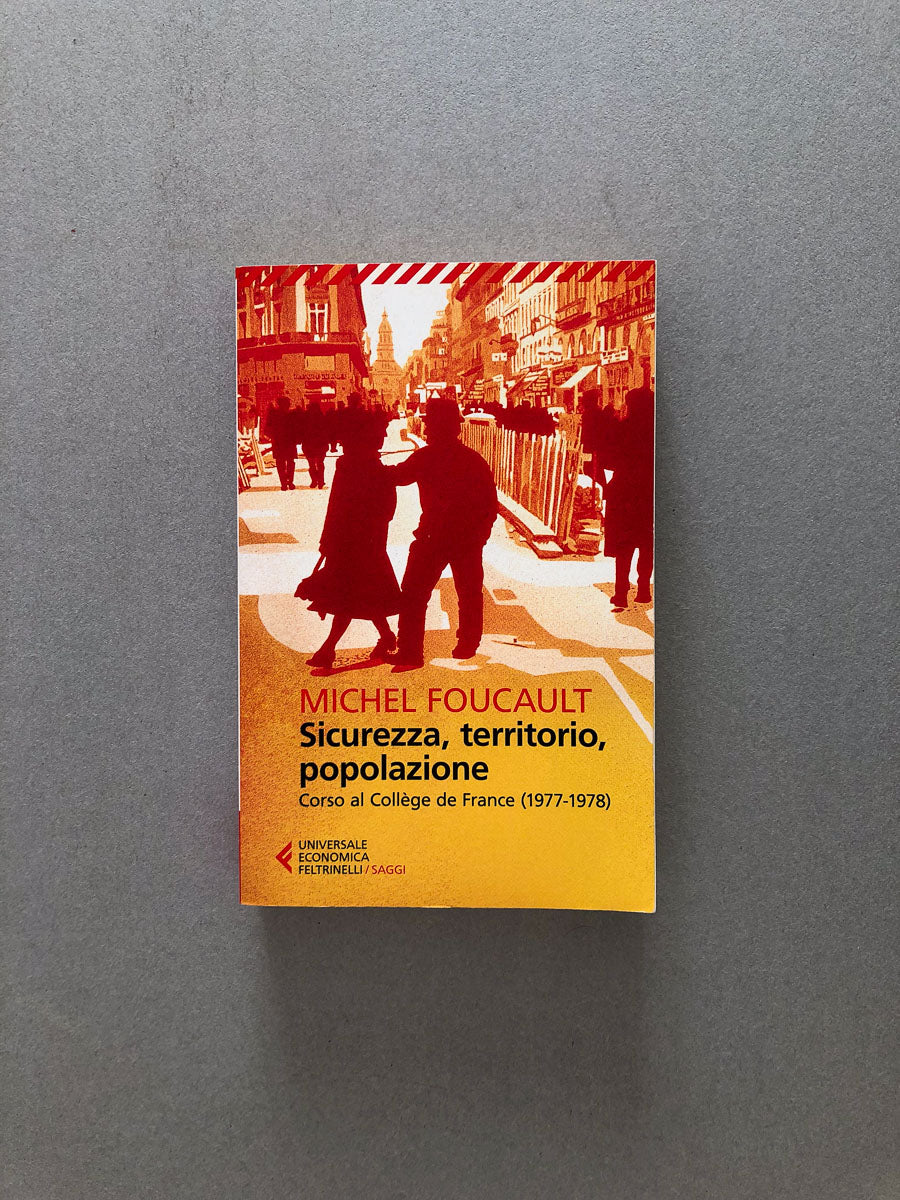 MICHEL FOUCAULT
Sicurezza, territorio,
popolazione
Corso al Collège de France (1977-1978)
UNIVERSALE
ECONOMICA
FELTRINELLI / SAGGI